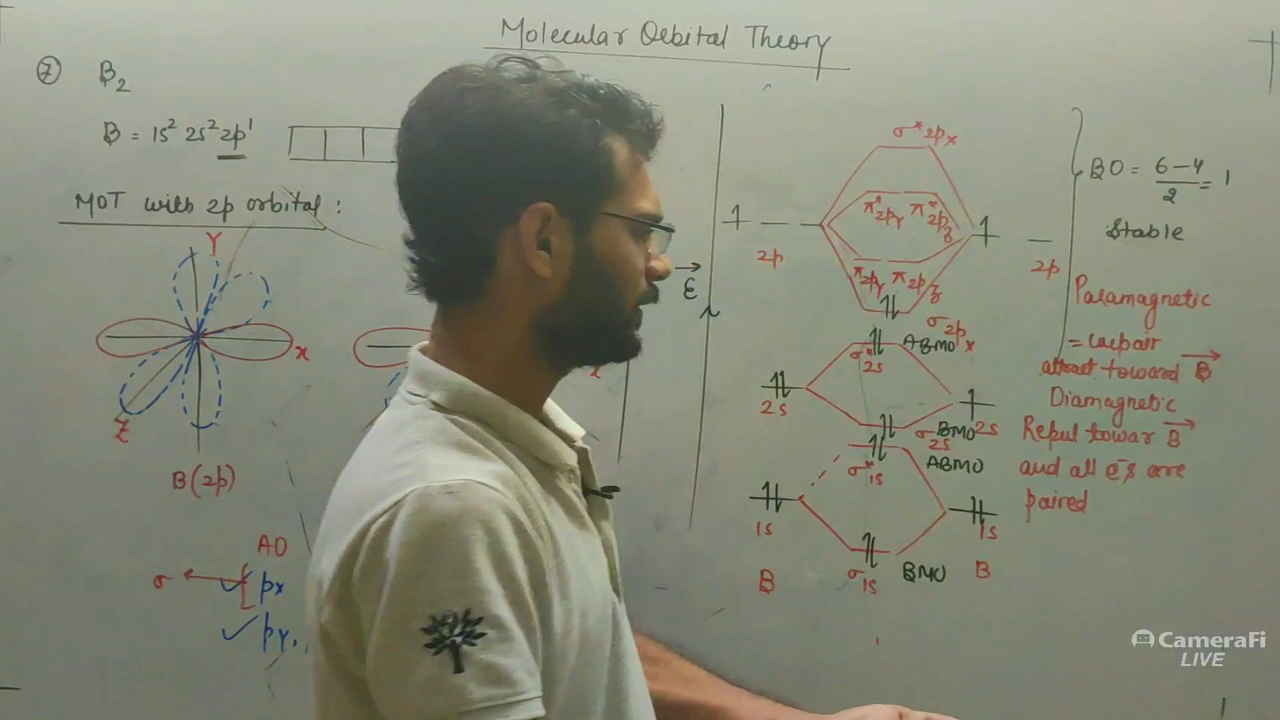 Molecular Orbital Theory
7 B₂
B = 1s² 2s² 2p¹
MOT with 2p orbital :
Y
x
Z
B(2p)
AO
σ px
py,
ε
σ*2px
π*2py π*2pz
2p
2p
π2py π2pz
σ2px
σ*2s ABMO
2s
2s
BMO
σ2s
σ*1s ABMO
1s
1s
B
σ1s BMO
B
BO = 6-4/2 = 1
Stable
Paramagnetic
attract toward B
Diamagnetic
Repul towar B
and all e⁻s are
paired
CameraFi
LIVE